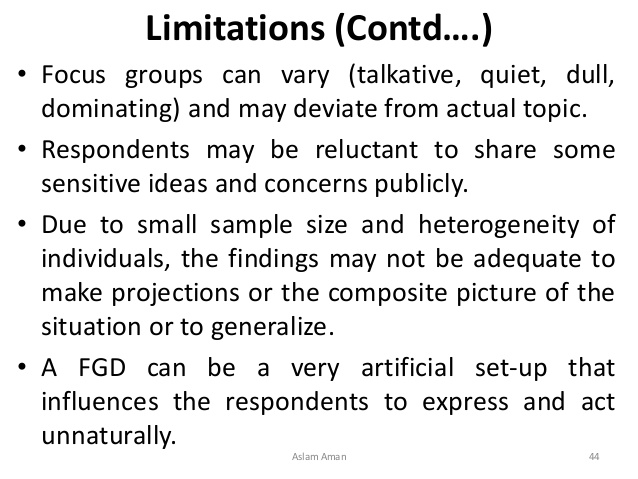 Limitations (Contd….)
• Focus groups can vary (talkative, quiet, dull,
dominating) and may deviate from actual topic.
• Respondents may be reluctant to share some
sensitive ideas and concerns publicly.
• Due to small sample size and heterogeneity of
individuals, the findings may not be adequate to
make projections or the composite picture of the
situation or to generalize.
• A FGD can be a very artificial set-up that
influences the respondents to express and act
unnaturally.
Aslam Aman
44